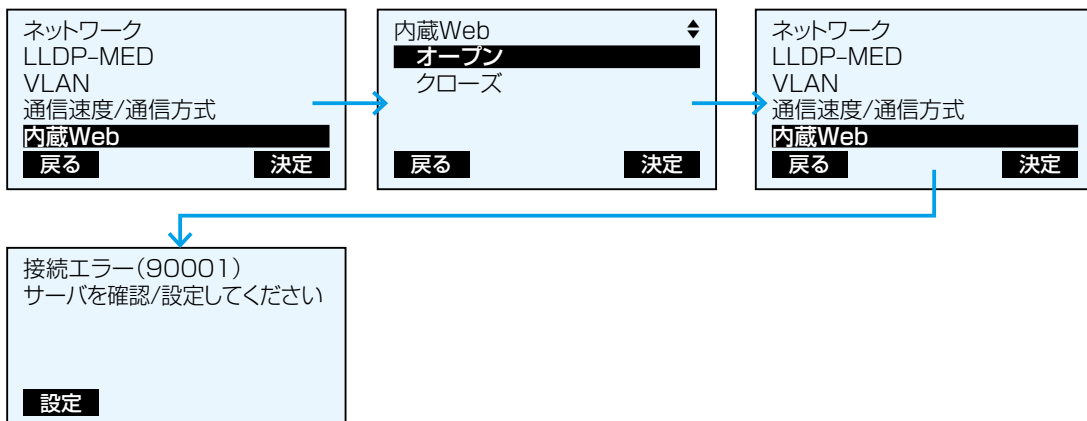 ネットワーク
LLDP-MED
VLAN
通信速度/通信方式
内蔵Web
戻る 決定
内蔵Web
オープン
クローズ
戻る 決定
ネットワーク
LLDP-MED
VLAN
通信速度/通信方式
内蔵Web
戻る 決定
接続エラー(90001)
サーバを確認/設定してください
設定